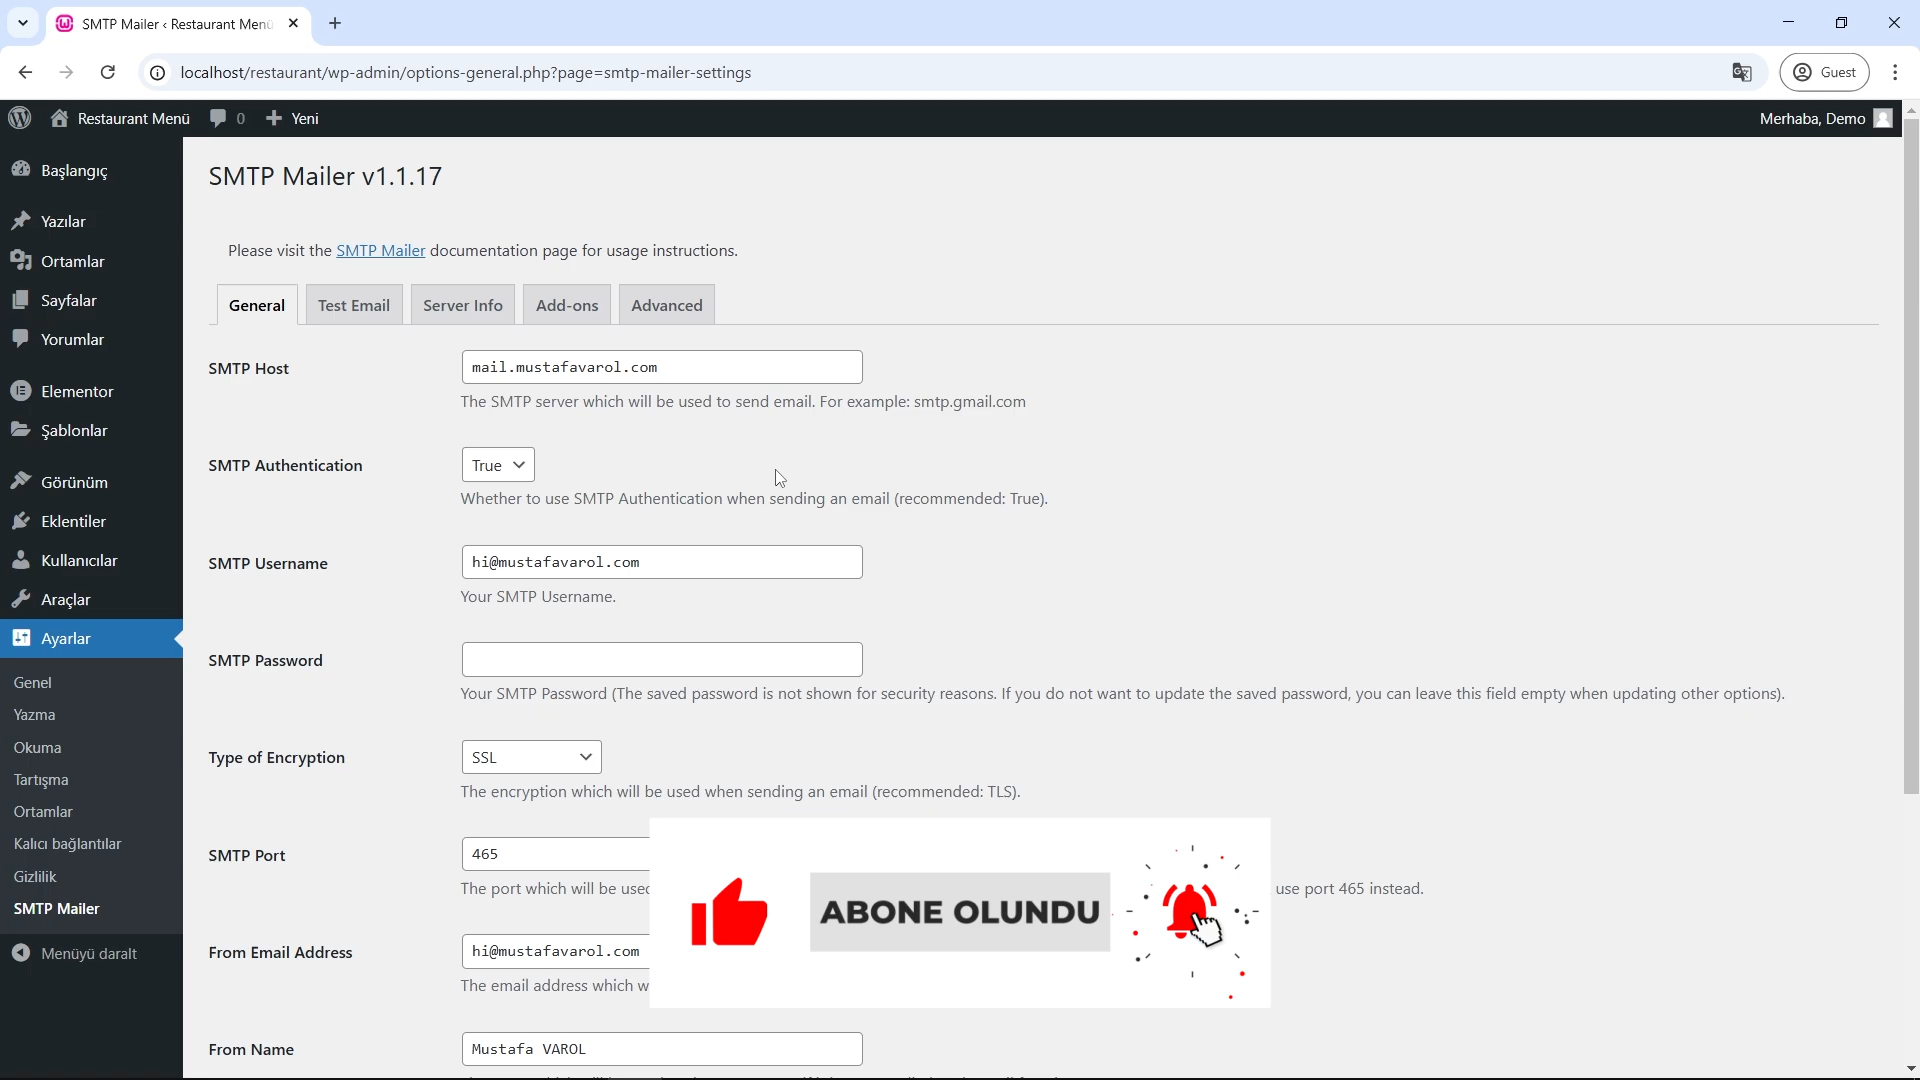 SMTP Mailer ‹ Restaurant Menü
localhost/restaurant/wp-admin/options-general.php?page=smtp-mailer-settings
Guest
Restaurant Menü
0
Yeni
Merhaba, Demo
Başlangıç
Yazılar
Ortamlar
Sayfalar
Yorumlar
Elementor
Şablonlar
Görünüm
Eklentiler
Kullanıcılar
Araçlar
Ayarlar
Genel
Yazma
Okuma
Tartışma
Ortamlar
Kalıcı bağlantılar
Gizlilik
SMTP Mailer
Menüyü daralt
SMTP Mailer v1.1.17
Please visit the SMTP Mailer documentation page for usage instructions.
General
Test Email
Server Info
Add-ons
Advanced
SMTP Host
mail.mustafavarol.com
The SMTP server which will be used to send email. For example: smtp.gmail.com
SMTP Authentication
True
Whether to use SMTP Authentication when sending an email (recommended: True).
SMTP Username
hi@mustafavarol.com
Your SMTP Username.
SMTP Password
Your SMTP Password (The saved password is not shown for security reasons. If you do not want to update the saved password, you can leave this field empty when updating other options).
Type of Encryption
SSL
The encryption which will be used when sending an email (recommended: TLS).
SMTP Port
465
The port which will be used
use port 465 instead.
ABONE OLUNDU
From Email Address
hi@mustafavarol.com
The email address which w
From Name
Mustafa VAROL